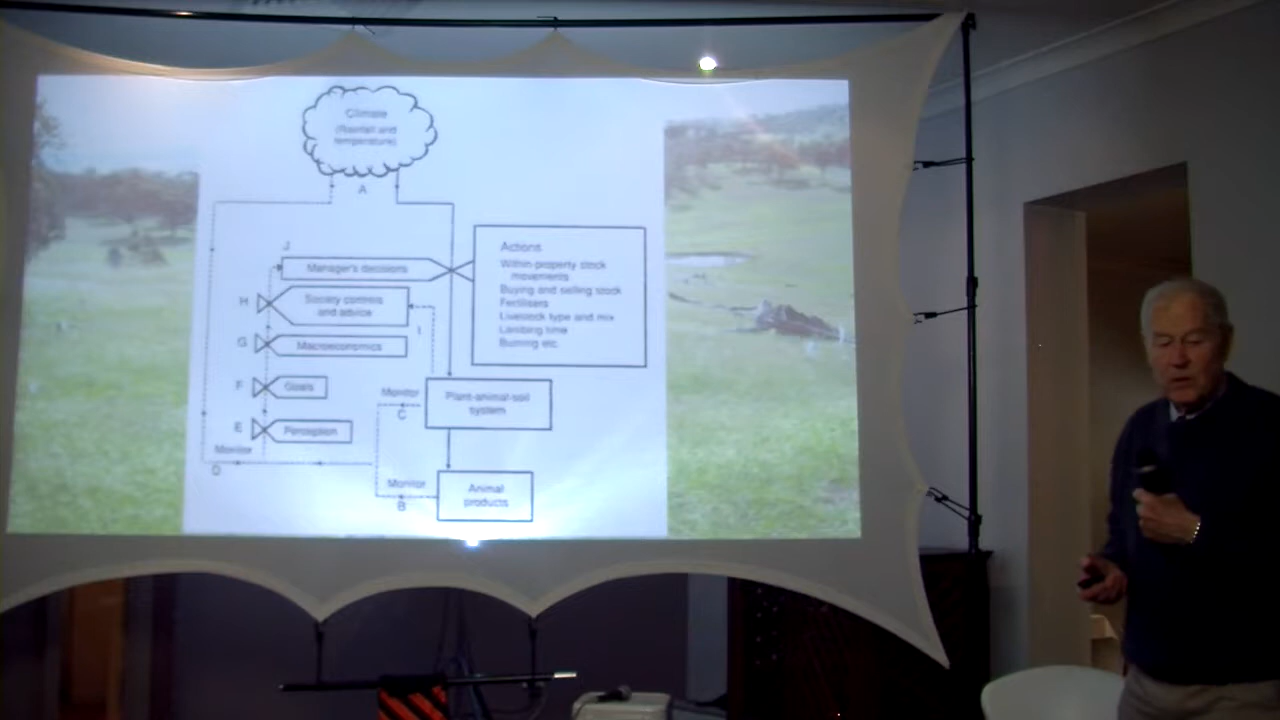 Climate
(Rainfall and
temperature)
A
J
Manager's decisions
Actions
Within property stock
movements
Buying and selling stock
Fertilisers
Livestock type and mix
Lambing time
Burning etc.
H
Society controls
and advice
I
G
Macroeconomics
F
Goals
Monitor
C
Plant-animal-soil
system
E
Perception
Monitor
D
Monitor
B
Animal
products